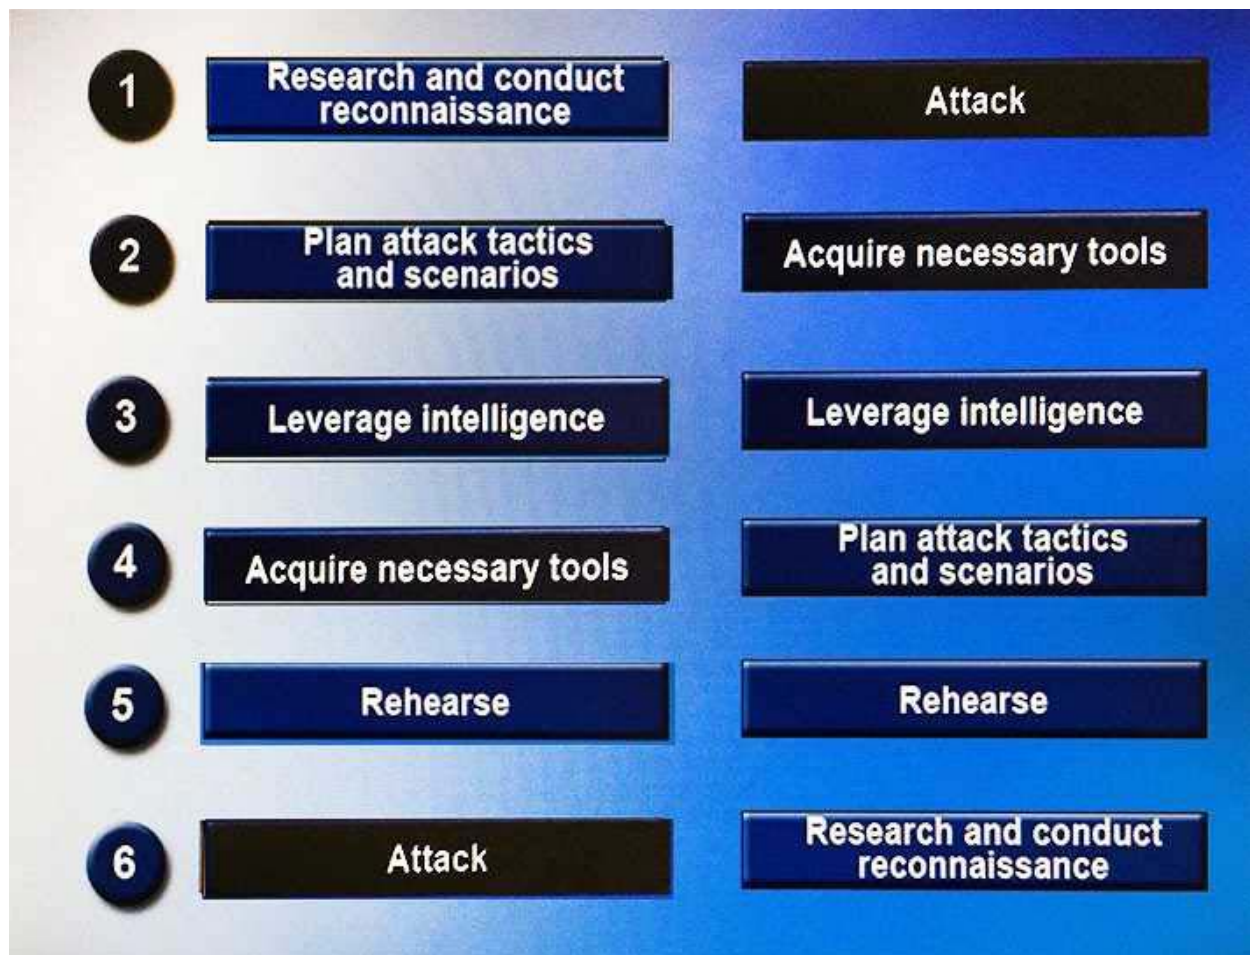 1
Research and conduct
reconnaissance
Attack
2
Plan attack tactics
and scenarios
Acquire necessary tools
3
Leverage intelligence
Leverage intelligence
4
Acquire necessary tools
Plan attack tactics
and scenarios
5
Rehearse
Rehearse
6
Attack
Research and conduct
reconnaissance